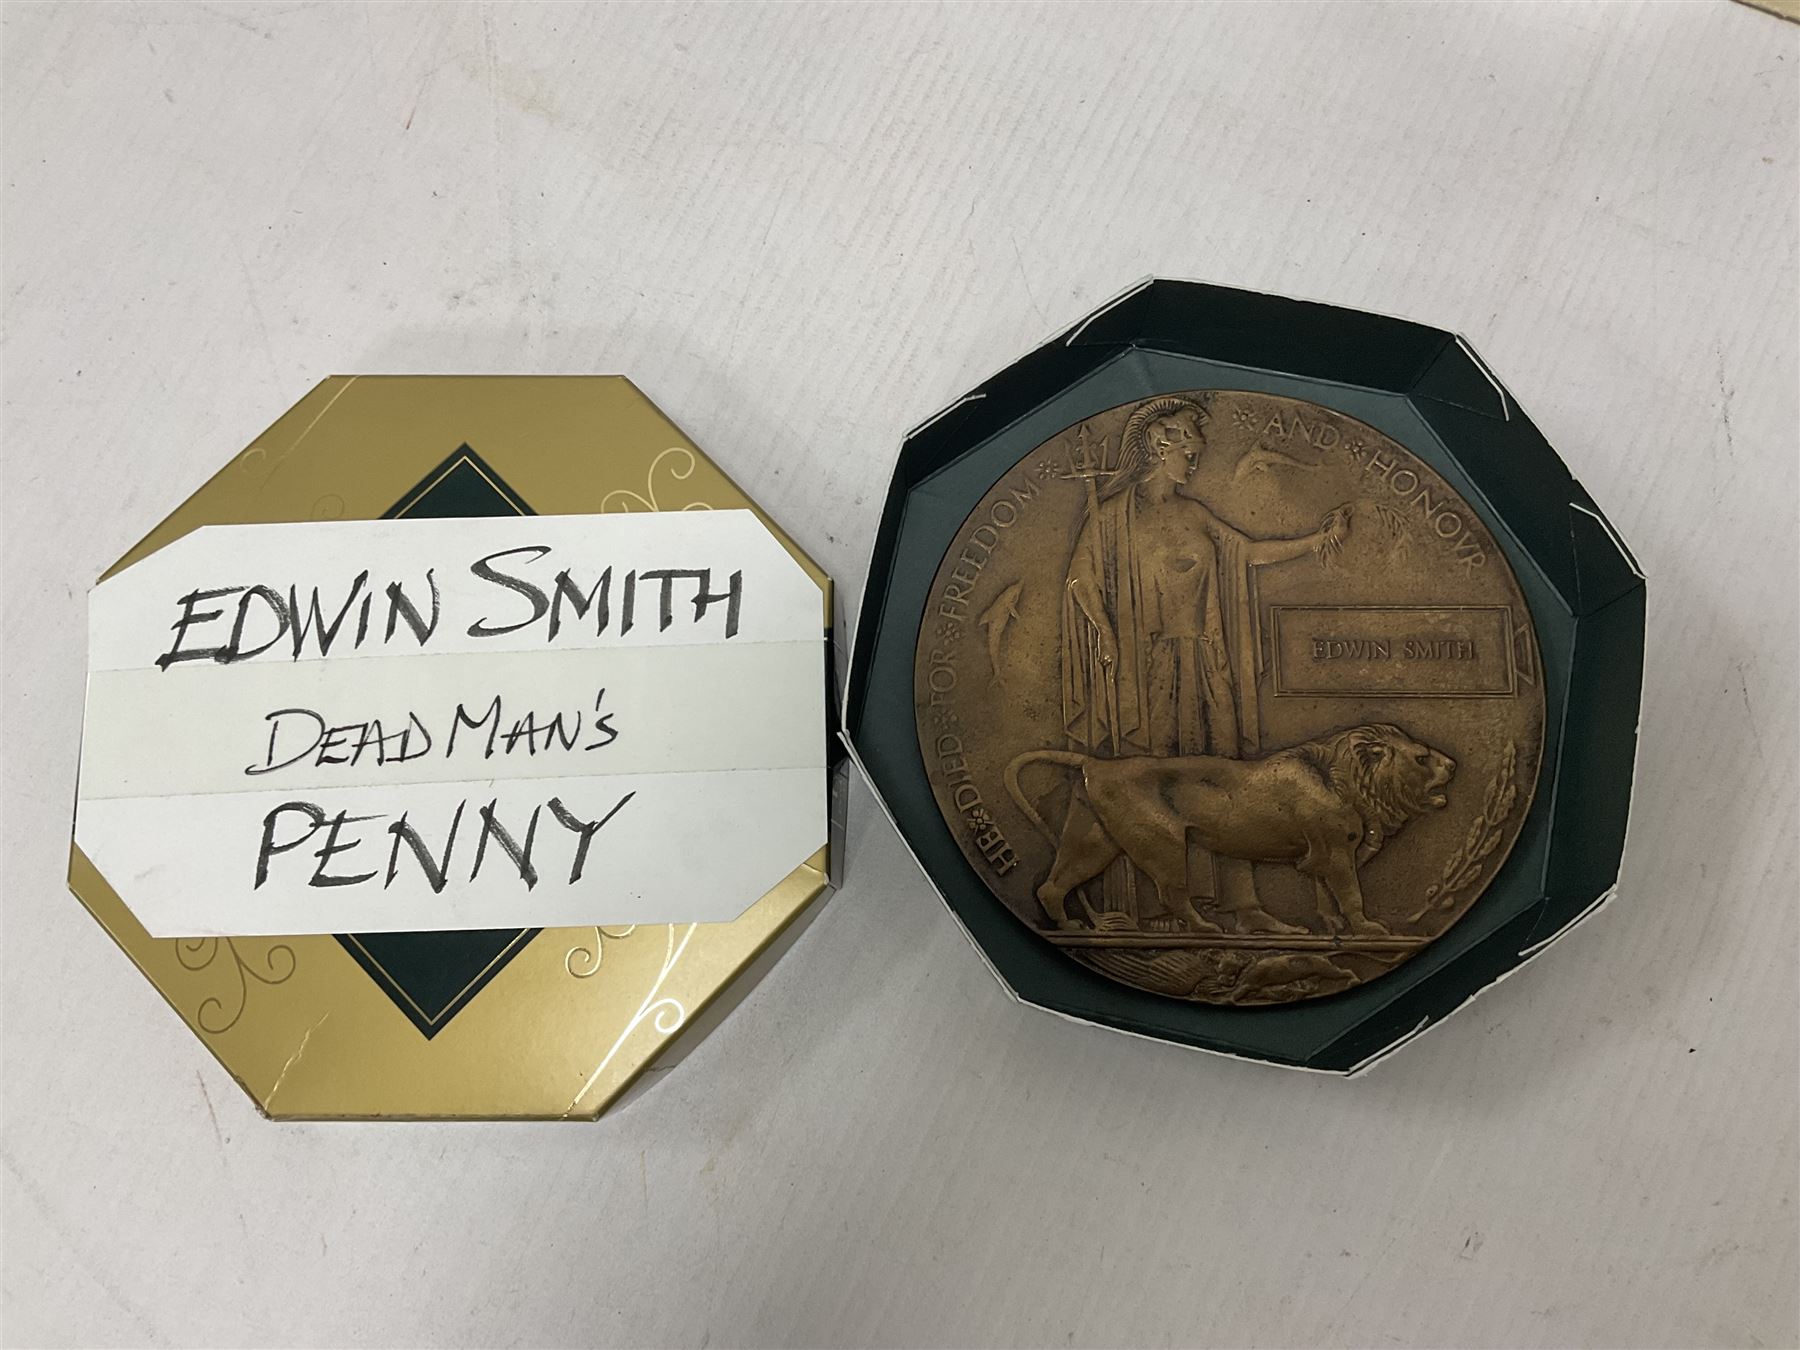 EDWIN SMITH
DEAD MAN'S
PENNY
HE DIED FOR FREEDOM AND HONOVR
EDWIN SMITH